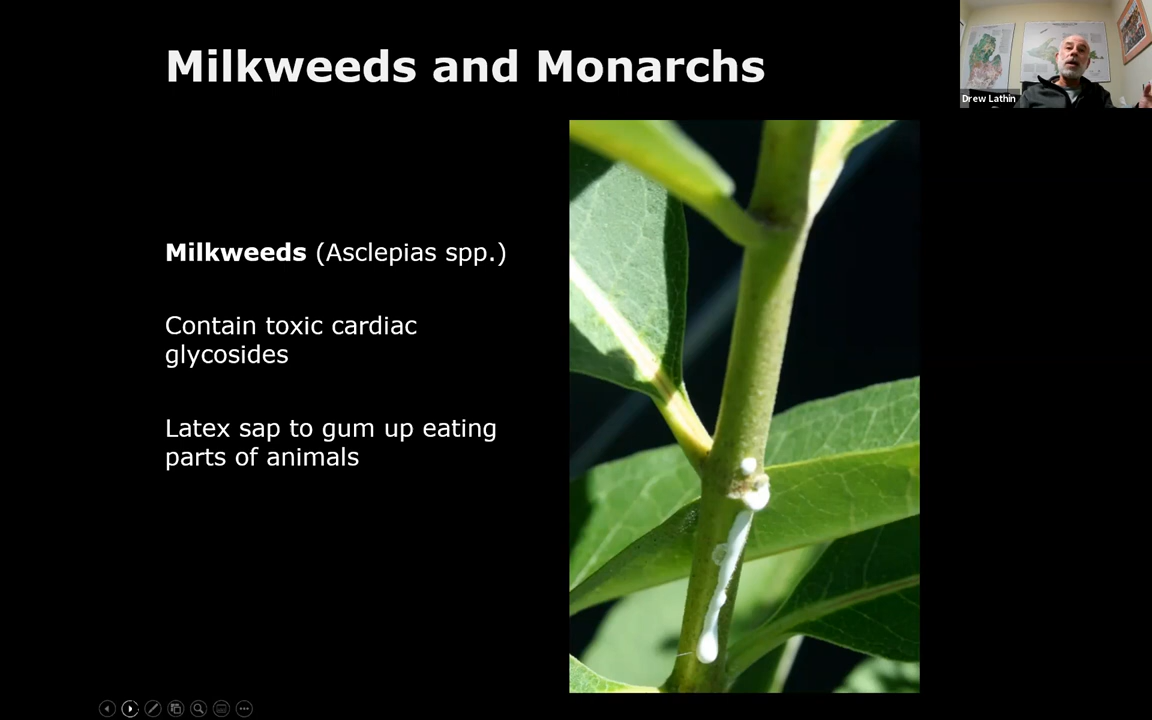 Milkweeds and Monarchs
Drew Lathin
Milkweeds (Asclepias spp.)
Contain toxic cardiac
glycosides
Latex sap to gum up eating
parts of animals